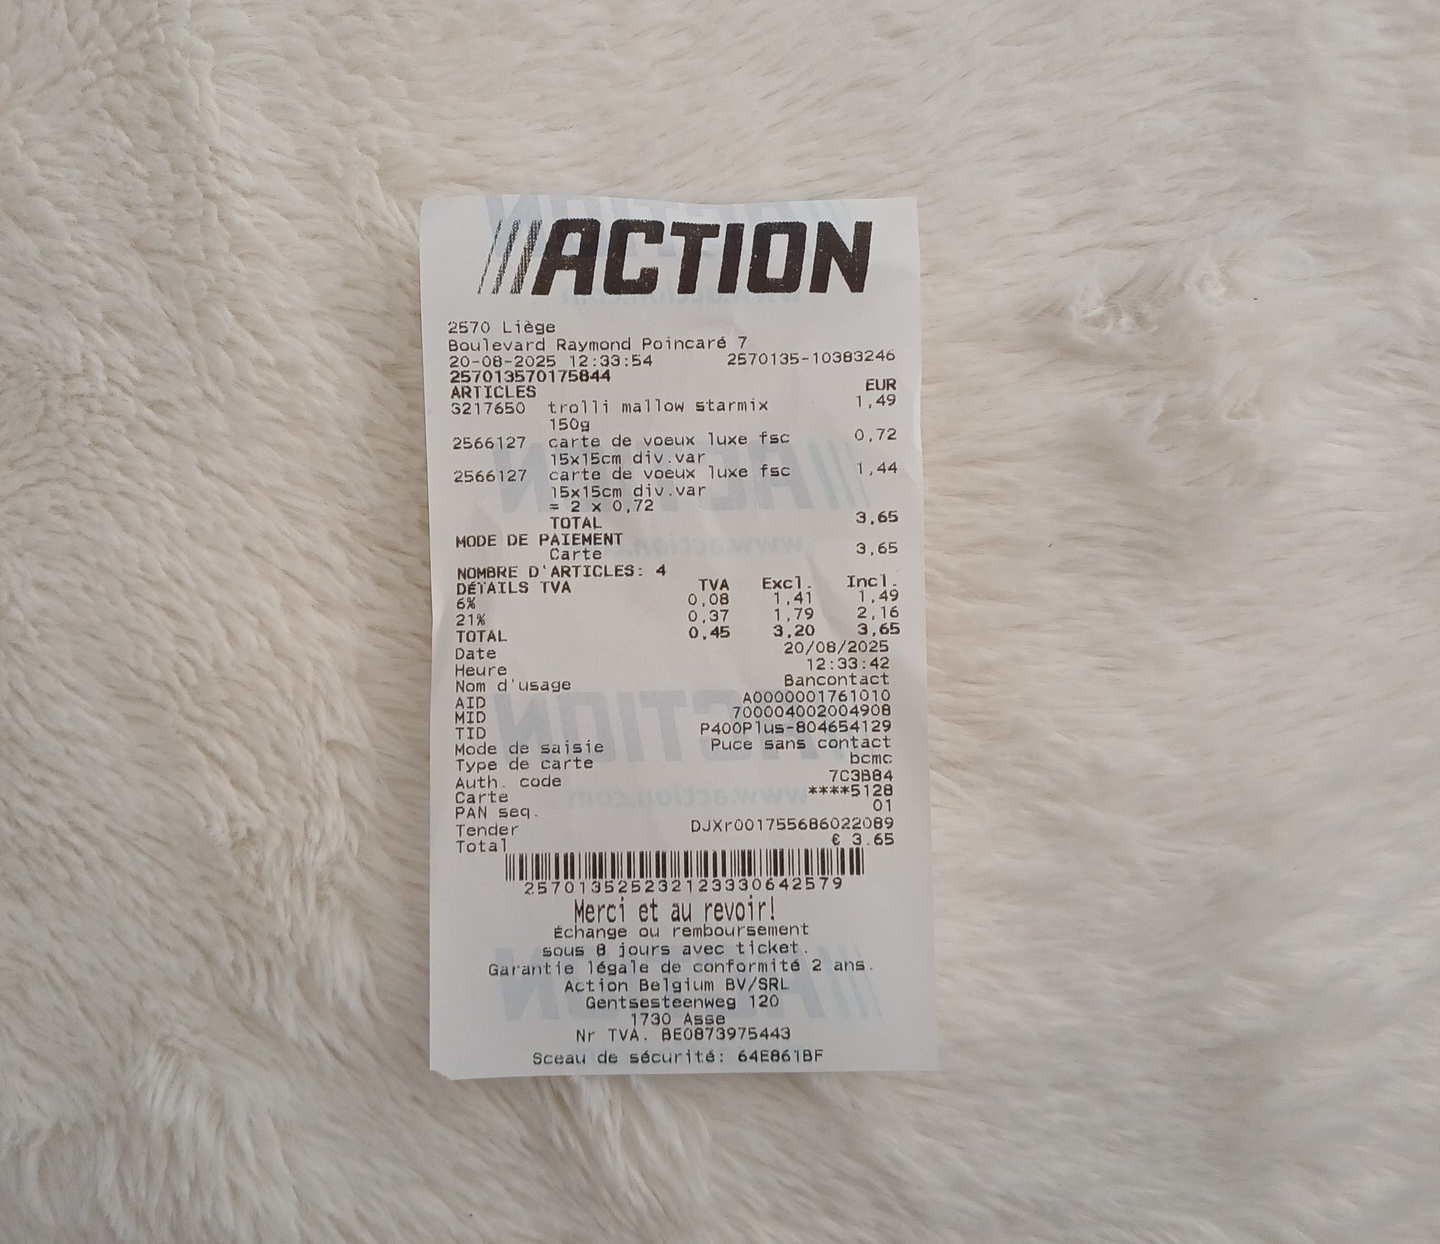 ACTION
2570 Liège
Boulevard Raymond Poincaré 7
20-08-2025 12:33:54 2570135-10383246
257013570175844
ARTICLES EUR
3217650 trolli mallow starmix 1,49
150g
2566127 carte de voeux luxe fsc 0,72
15x15cm div.var
2566127 carte de voeux luxe fsc 1,44
15x15cm div.var
= 2 x 0,72
TOTAL 3,65
MODE DE PAIEMENT
Carte 3,65
NOMBRE D'ARTICLES: 4
DÉTAILS TVA TVA Excl. Incl.
6% 0,08 1,41 1,49
21% 0,37 1,79 2,16
TOTAL 0,45 3,20 3,65
Date 20/08/2025
Heure 12:33:42
Nom d'usage Bancontact
AID A0000001761010
MID 700004002004908
TID P400Plus-804654129
Mode de saisie Puce sans contact
Type de carte bcmc
Auth. code 7C3B84
Carte ****5128
PAN seq. 01
Tender DJXr001755686022089
Total € 3.65
257013525232123330642579
Merci et au revoir!
Échange ou remboursement
sous 8 jours avec ticket.
Garantie légale de conformité 2 ans.
Action Belgium BV/SRL
Gentsesteenweg 120
1730 Asse
Nr TVA. BE0873975443
Sceau de sécurité: 64E861BF